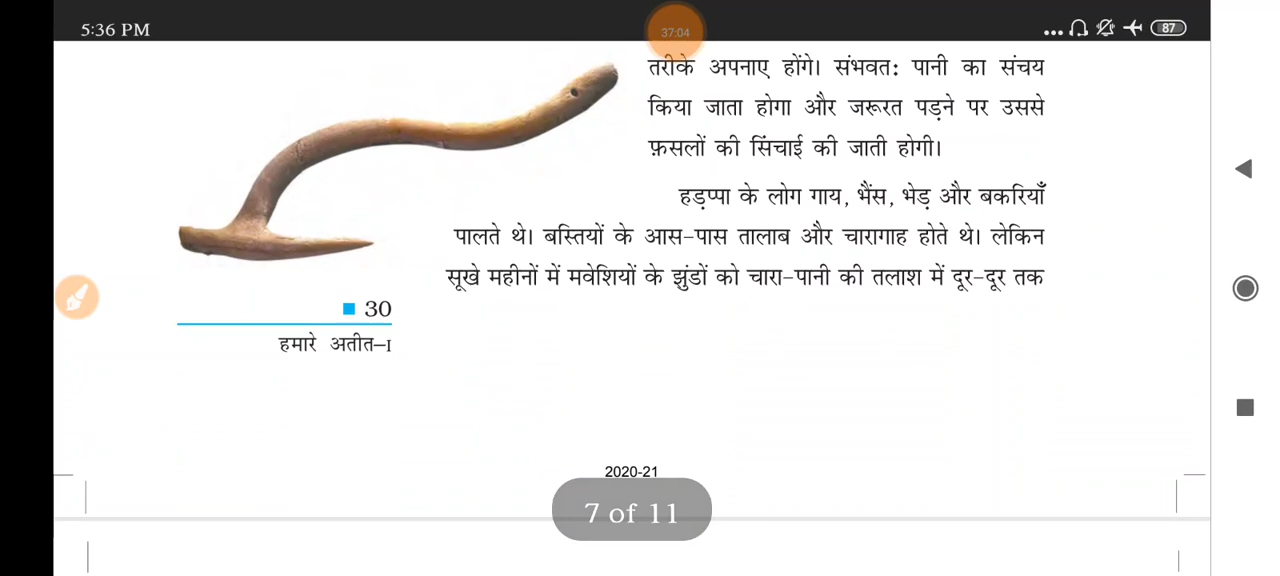 5:36 PM
37:04
87
तरीके अपनाए होंगे। संभवत: पानी का संचय
किया जाता होगा और जरूरत पड़ने पर उससे
फ़सलों की सिंचाई की जाती होगी।
हड़प्पा के लोग गाय, भैंस, भेड़ और बकरियाँ
पालते थे। बस्तियों के आस-पास तालाब और चारागाह होते थे। लेकिन
सूखे महीनों में मवेशियों के झुंडों को चारा-पानी की तलाश में दूर-दूर तक
30
हमारे अतीत–I
2020-21
7 of 11